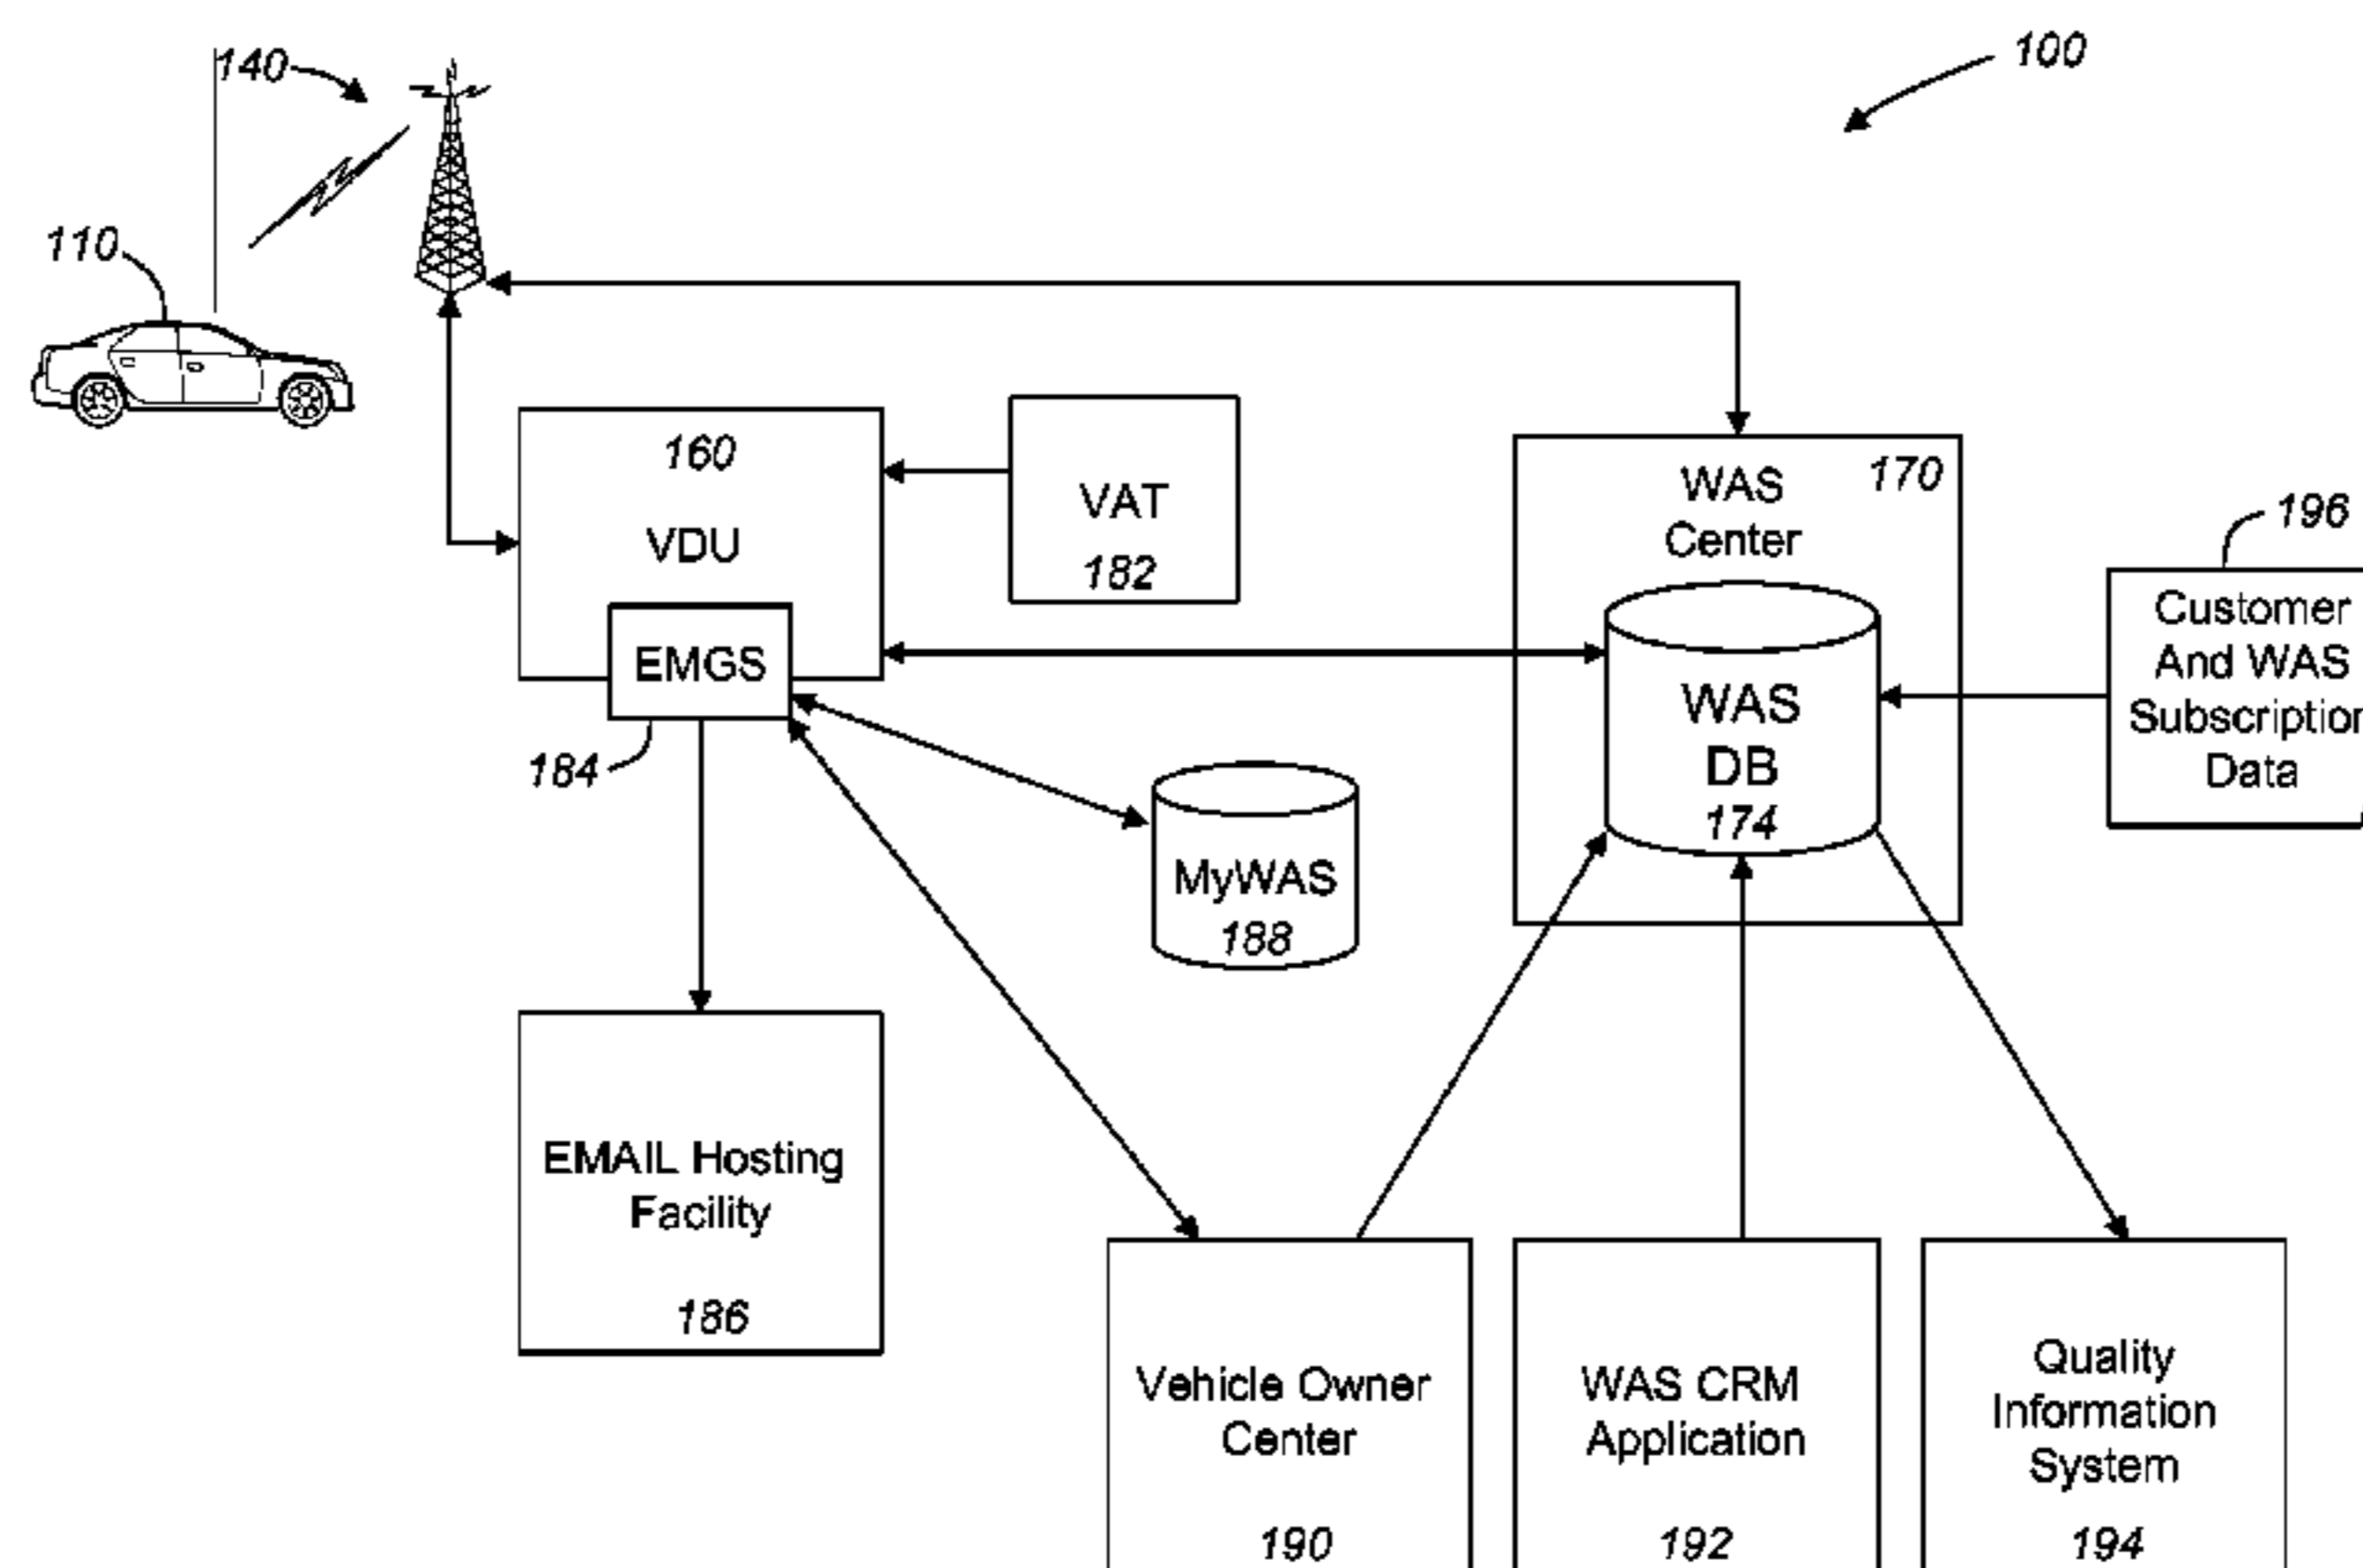 140
100
110
160
VDU
VAT
182
WAS
Center
170
196
Customer
And WAS
Subscription
Data
EMGS
184
WAS
DB
174
MyWAS
188
EMAIL Hosting
Facility
186
Vehicle Owner
Center
190
WAS CRM
Application
192
Quality
Information
System
194